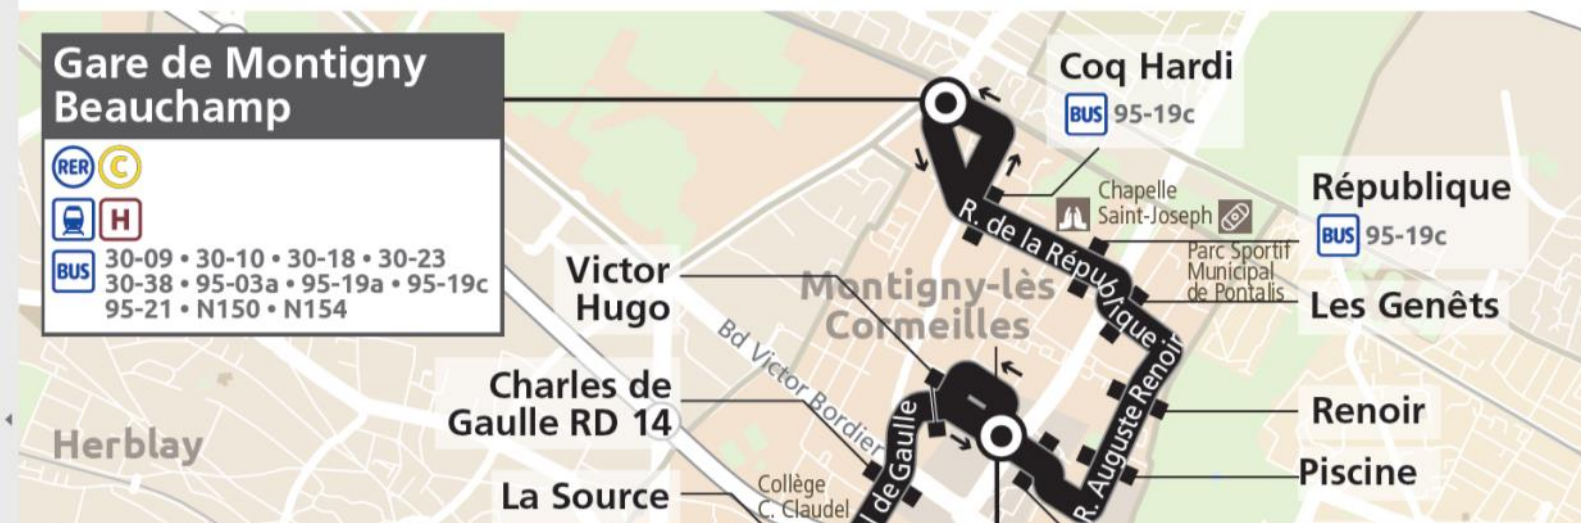 Gare de Montigny
Beauchamp
RER C
H
BUS 30-09 • 30-10 • 30-18 • 30-23
30-38 • 95-03a • 95-19a • 95-19c
95-21 • N150 • N154
Coq Hardi
BUS 95-19c
Chapelle
Saint-Joseph
République
BUS 95-19c
Parc Sportif
Municipal
de Pontalis
R. de la République
Les Genêts
Victor
Hugo
Montigny-lès
Cormeilles
Bd Victor Bordier
Charles de
Gaulle RD 14
R. Auguste Renoir
Renoir
Herblay
de Gaulle
Piscine
La Source
Collège
C. Claudel